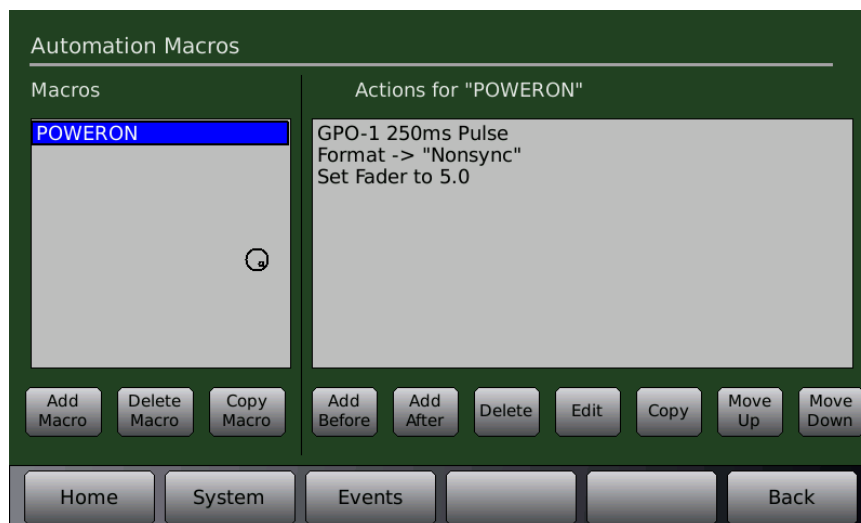 Automation Macros
Macros
Actions for "POWERON"
POWERON
GPO-1 250ms Pulse
Format -> "Nonsync"
Set Fader to 5.0
Add Macro
Delete Macro
Copy Macro
Add Before
Add After
Delete
Edit
Copy
Move Up
Move Down
Home
System
Events
Back